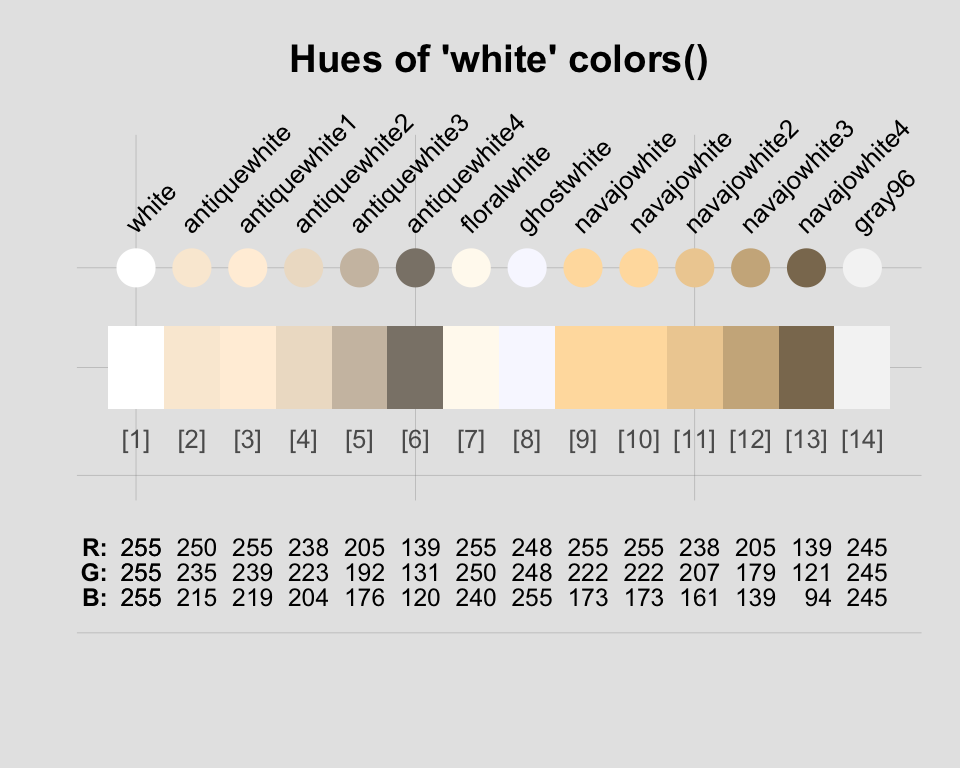 Hues of 'white' colors()
white antiquewhite antiquewhite1 antiquewhite2 antiquewhite3 antiquewhite4 floralwhite ghostwhite navajowhite navajowhite navajowhite2 navajowhite3 navajowhite4 gray96
[1] [2] [3] [4] [5] [6] [7] [8] [9] [10] [11] [12] [13] [14]
R: 255 250 255 238 205 139 255 248 255 255 238 205 139 245
G: 255 235 239 223 192 131 250 248 222 222 207 179 121 245
B: 255 215 219 204 176 120 240 255 173 173 161 139 94 245